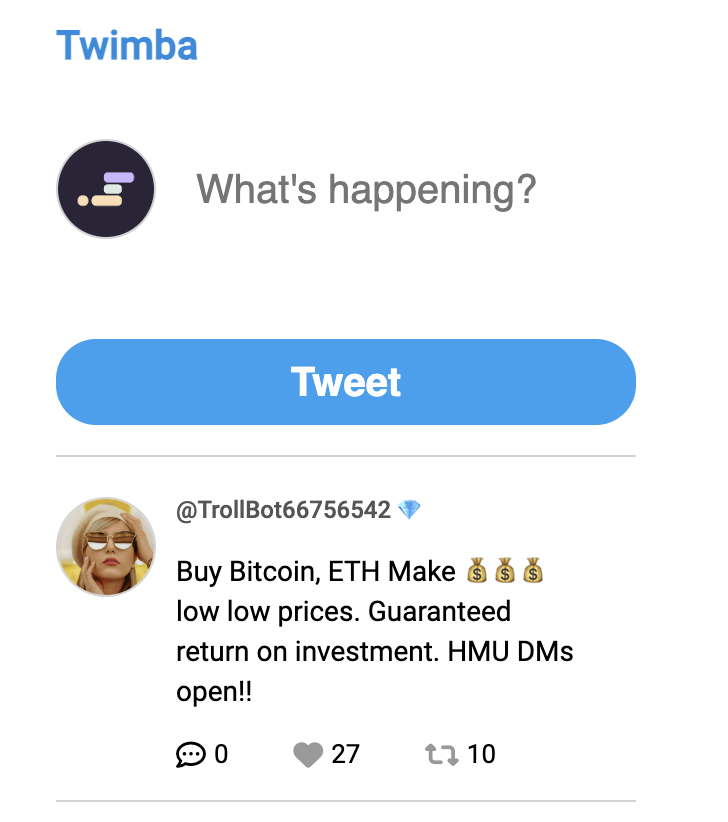 Twimba
What's happening?
Tweet
@TrollBot66756542 💎
Buy Bitcoin, ETH Make 💰💰💰
low low prices. Guaranteed
return on investment. HMU DMs
open!!
0 27 10